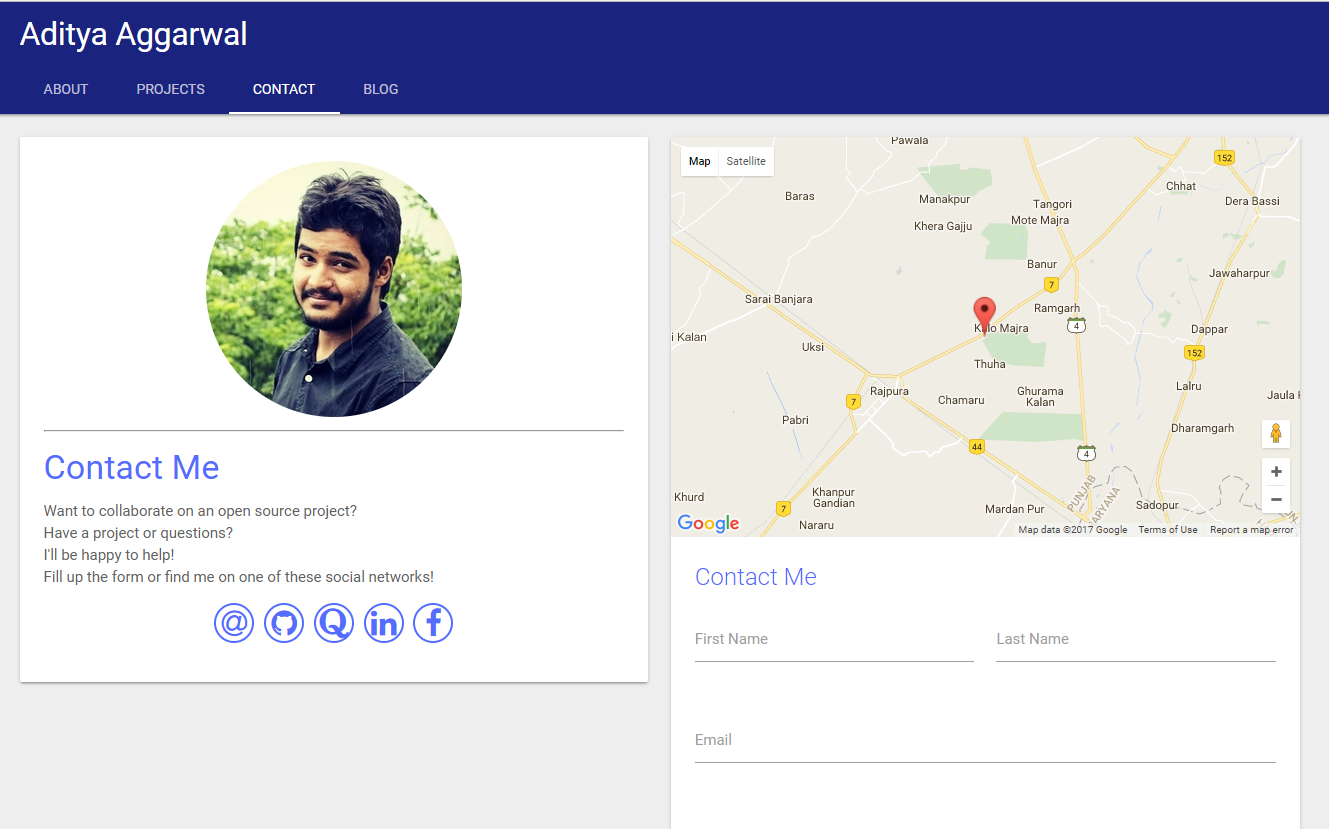 Aditya Aggarwal
ABOUT
PROJECTS
CONTACT
BLOG
Contact Me
Want to collaborate on an open source project?
Have a project or questions?
I'll be happy to help!
Fill up the form or find me on one of these social networks!
@
Q
in
f
Map
Satellite
Pawala
152
Chhat
Baras
Manakpur
Tangori
Dera Bassi
Mote Majra
Khera Gajju
Banur
Jawaharpur
7
Sarai Banjara
Ramgarh
Kalo Majra
4
Dappar
i Kalan
Uksi
152
Thuha
Rajpura
Ghurama
Kalan
Lalru
Jaula
7
Chamaru
Pabri
Dharamgarh
44
4
Khurd
Khanpur
Gandian
PUNJAB
ARYANA
7
Mardan Pur
Sadopur
Nararu
+
−
Google
Map data ©2017 Google
Terms of Use
Report a map error
Contact Me
First Name
Last Name
Email